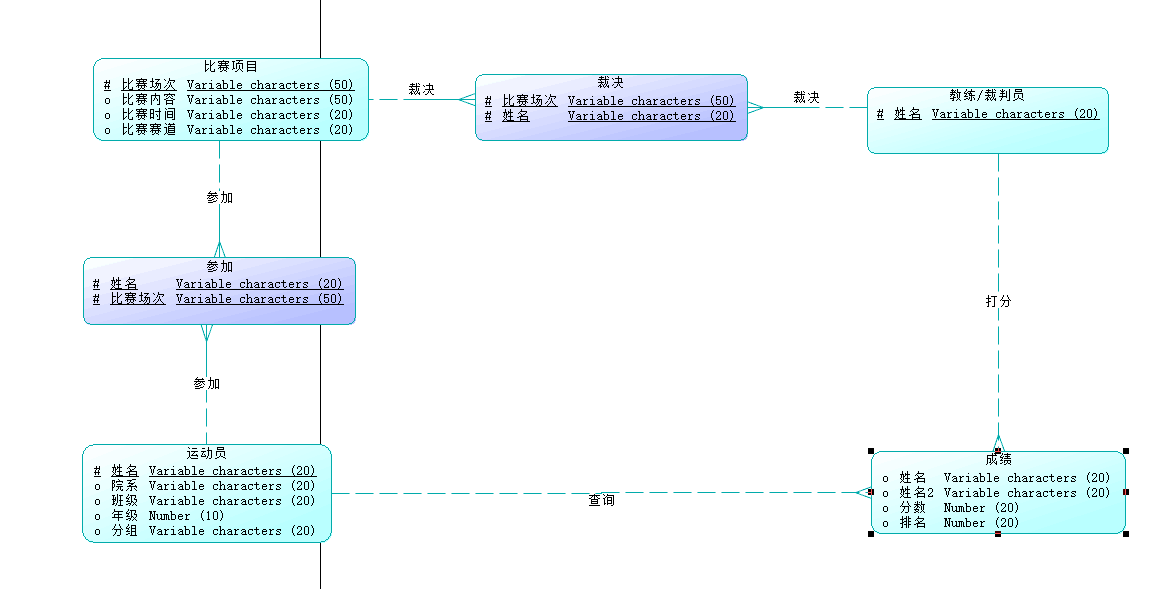 比赛项目
# 比赛场次 Variable characters (50)
o 比赛内容 Variable characters (50)
o 比赛时间 Variable characters (20)
o 比赛赛道 Variable characters (20)
裁决
裁决
# 比赛场次 Variable characters (50)
# 姓名 Variable characters (20)
裁决
教练/裁判员
# 姓名 Variable characters (20)
参加
参加
# 姓名 Variable characters (20)
# 比赛场次 Variable characters (50)
打分
参加
运动员
# 姓名 Variable characters (20)
o 院系 Variable characters (20)
o 班级 Variable characters (20)
o 年级 Number (10)
o 分组 Variable characters (20)
查询
成绩
o 姓名 Variable characters (20)
o 姓名2 Variable characters (20)
o 分数 Number (20)
o 排名 Number (20)